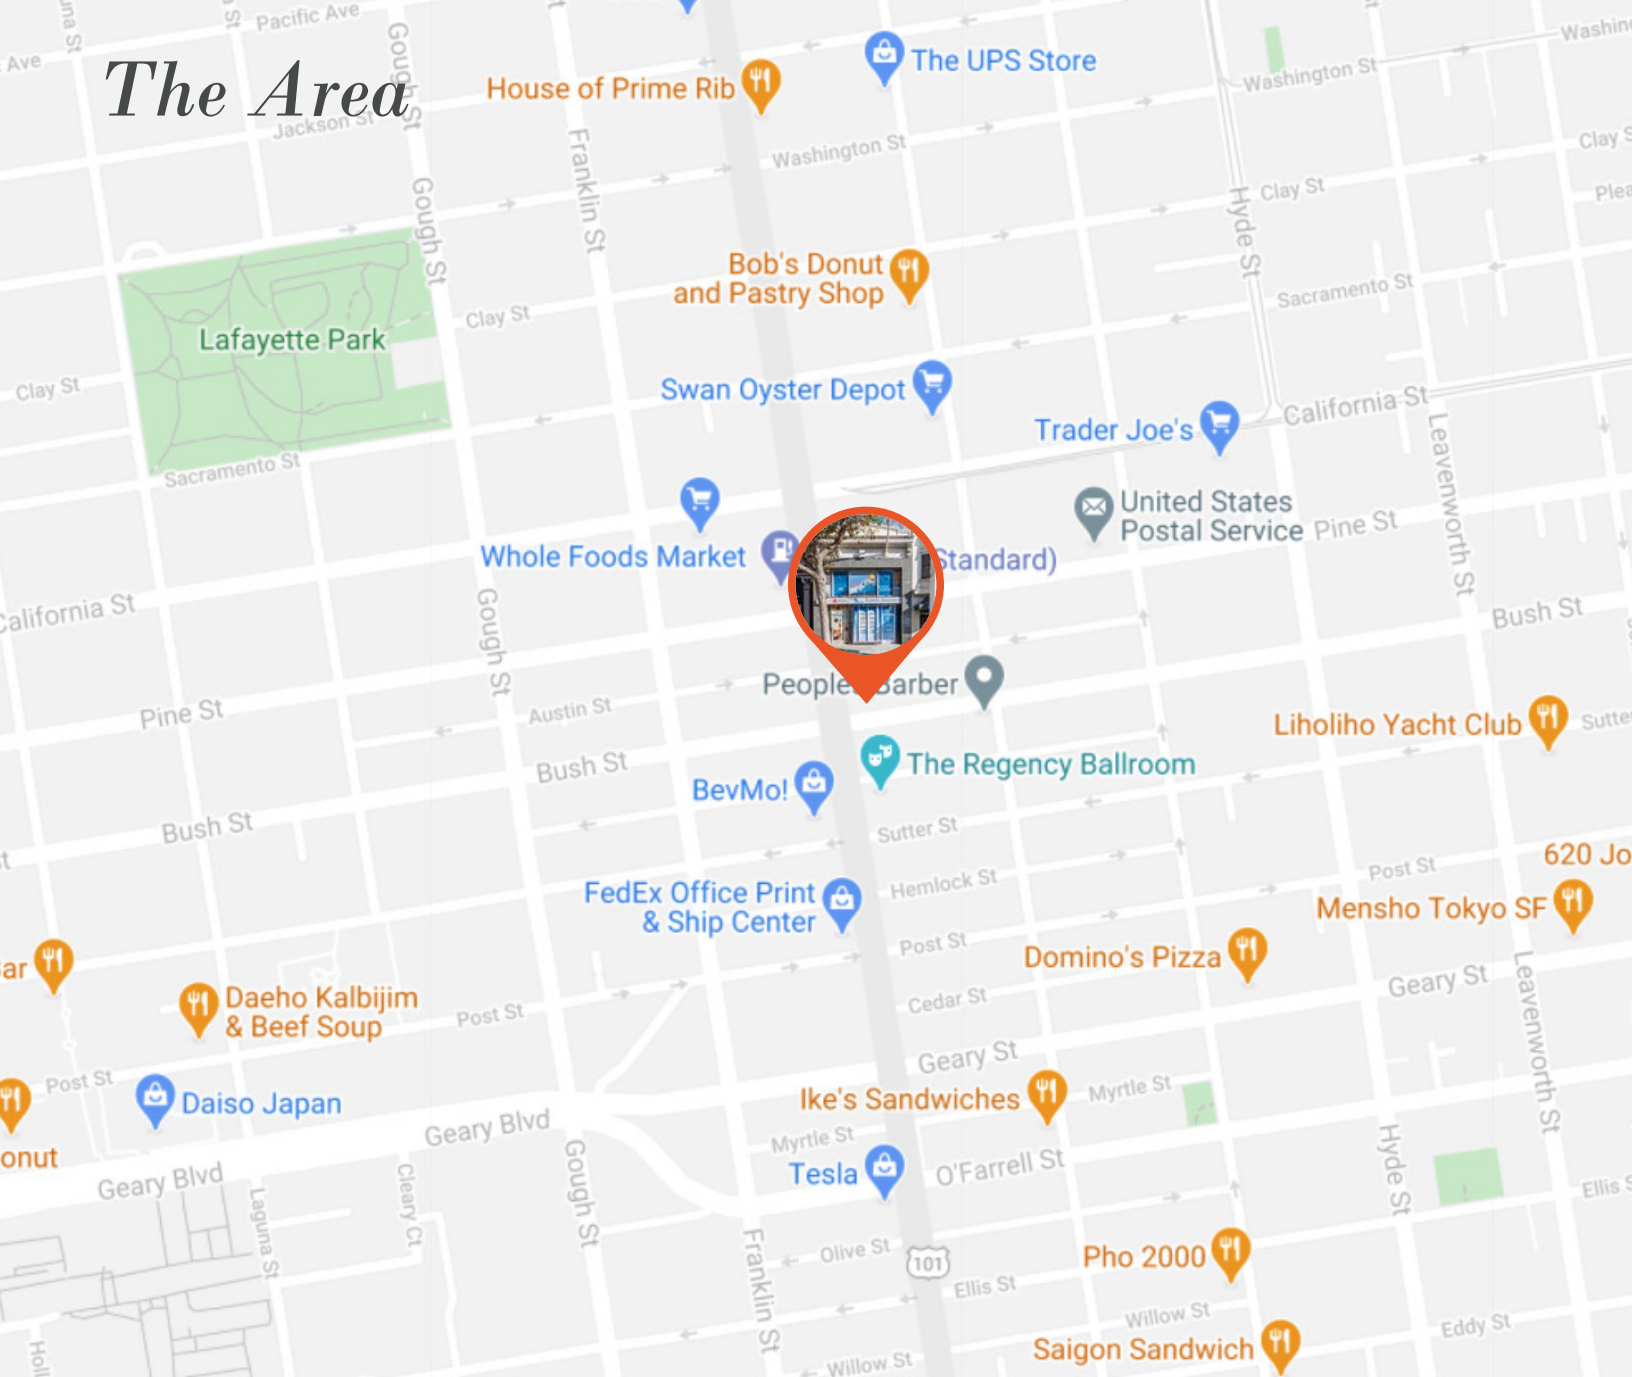 Pacific Ave
Gough St
The Area
Jackson St
Ave
House of Prime Rib
The UPS Store
Washington St
Washington St
Clay St
Franklin St
Gough St
Hyde St
Clay St
Bob's Donut
and Pastry Shop
Lafayette Park
Clay St
Sacramento St
Clay St
Swan Oyster Depot
California St
Trader Joe's
Sacramento St
Leavenworth St
United States
Postal Service
Pine St
Whole Foods Market
Standard)
California St
Gough St
Bush St
Peoples Barber
Pine St
Austin St
Liholiho Yacht Club
Sutter
Bush St
The Regency Ballroom
BevMo!
Bush St
Sutter St
620 Jo
Post St
FedEx Office Print
& Ship Center
Hemlock St
Mensho Tokyo SF
Post St
Domino's Pizza
Geary St
Leavenworth St
Daeho Kalbijim
& Beef Soup
Post St
Cedar St
Geary St
Post St
Daiso Japan
Ike's Sandwiches
Myrtle St
Geary Blvd
Myrtle St
onut
Geary Blvd
Tesla
O'Farrell St
Hyde St
Ellis S
Cleary Ct
Laguna St
Gough St
Franklin St
Olive St
101
Pho 2000
Ellis St
Willow St
Eddy St
Saigon Sandwich
Willow St